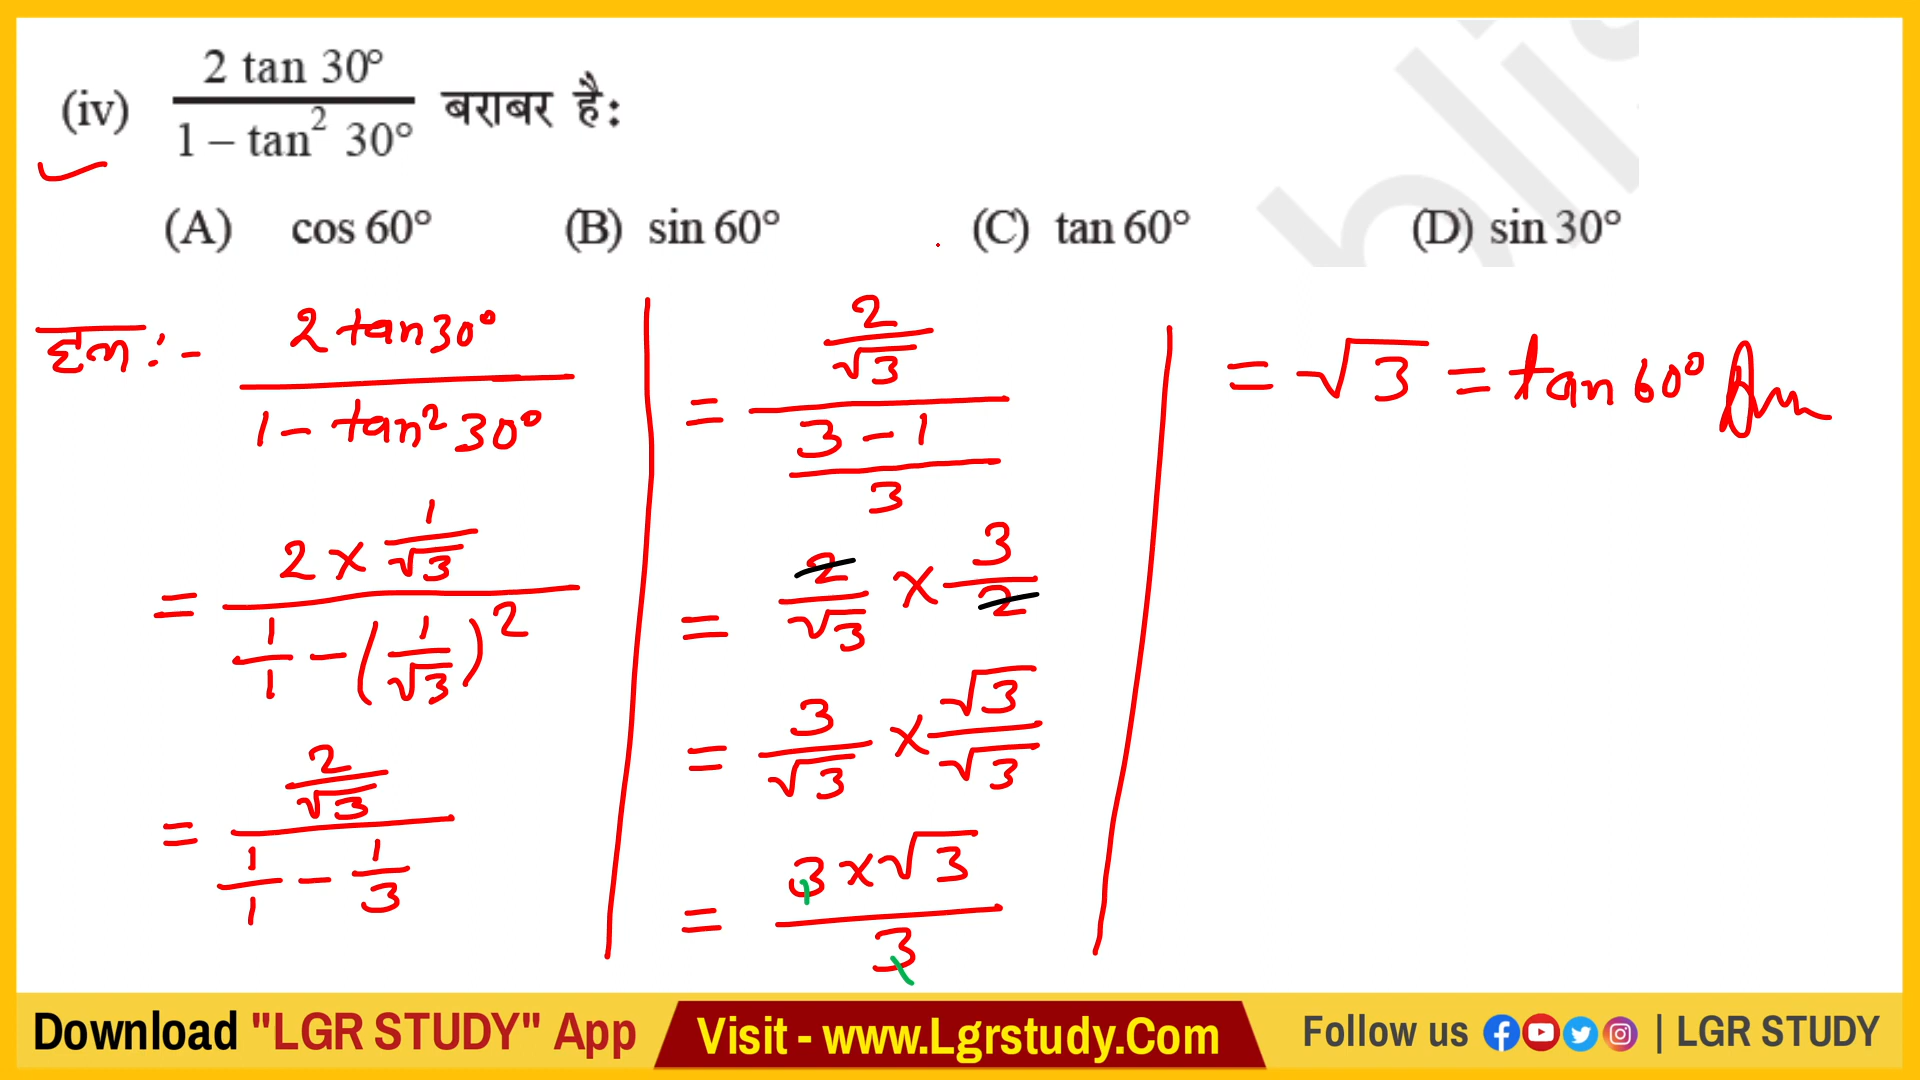 (iv) 2 tan 30° / 1 – tan² 30° बराबर है:
(A) cos 60° (B) sin 60° (C) tan 60° (D) sin 30°
हल :- 2 tan 30° / 1 – tan² 30°
= 2 × 1/√3 / 1/1 – (1/√3)²
= 2/√3 / 1/1 – 1/3
= 2/√3 / 3 – 1/3
= 2/√3 × 3/2
= 3/√3 × √3/√3
= 3 × √3 / 3
= √3 = tan 60° Ans
Download "LGR STUDY" App
Visit - www.Lgrstudy.Com
Follow us | LGR STUDY